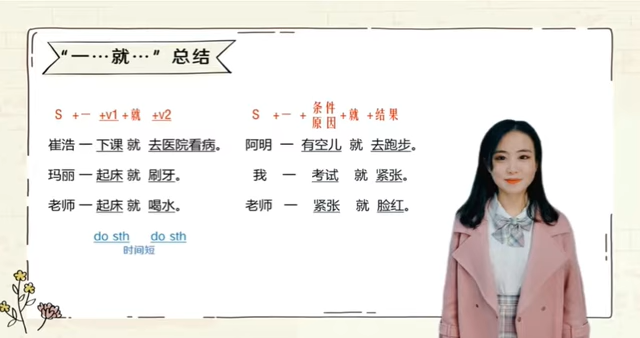 “一…就…” 总结
S +一 +v1 +就 +v2
崔浩 一 下课 就 去医院看病。
玛丽 一 起床 就 刷牙。
老师 一 起床 就 喝水。
do sth do sth
时间短
S +一 + 条件 原因 +就 +结果
阿明 一 有空儿 就 去跑步。
我 一 考试 就 紧张。
老师 一 紧张 就 脸红。